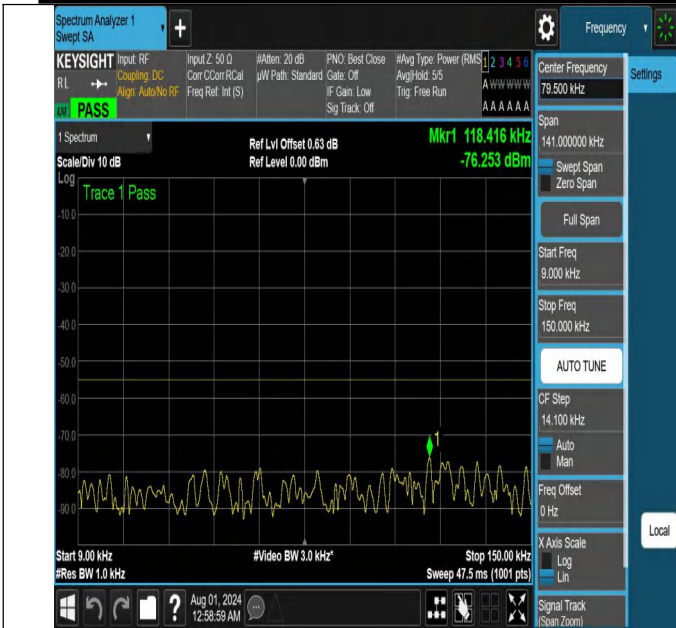 Spectrum Analyzer 1
Swept SA
+
Frequency
KEYSIGHT
RL
PASS
Input: RF
Coupling: DC
Align: Auto/No RF
Input Z: 50 Ω
Corr CCorr RCal
Freq Ref: Int (S)
#Atten: 20 dB
µW Path: Standard
PNO: Best Close
Gate: Off
IF Gain: Low
Sig Track: Off
#Avg Type: Power (RMS
Avg|Hold: 5/5
Trig: Free Run
1 2 3 4 5 6
A W W W W W
A A A A A A
1 Spectrum
Scale/Div 10 dB
Ref Lvl Offset 0.63 dB
Ref Level 0.00 dBm
Mkr1 118.416 kHz
-76.253 dBm
Log
Trace 1 Pass
-10.0
-20.0
-30.0
-40.0
-50.0
-60.0
-70.0
-80.0
-90.0
1
Start 9.00 kHz
#Video BW 3.0 kHz*
Stop 150.00 kHz
#Res BW 1.0 kHz
Sweep 47.5 ms (1001 pts)
Aug 01, 2024
12:58:59 AM
?
Center Frequency
79.500 kHz
Settings
Span
141.000000 kHz
Swept Span
Zero Span
Full Span
Start Freq
9.000 kHz
Stop Freq
150.000 kHz
AUTO TUNE
CF Step
14.100 kHz
Auto
Man
Freq Offset
0 Hz
Local
X Axis Scale
Log
Lin
Signal Track
(Span Zoom)